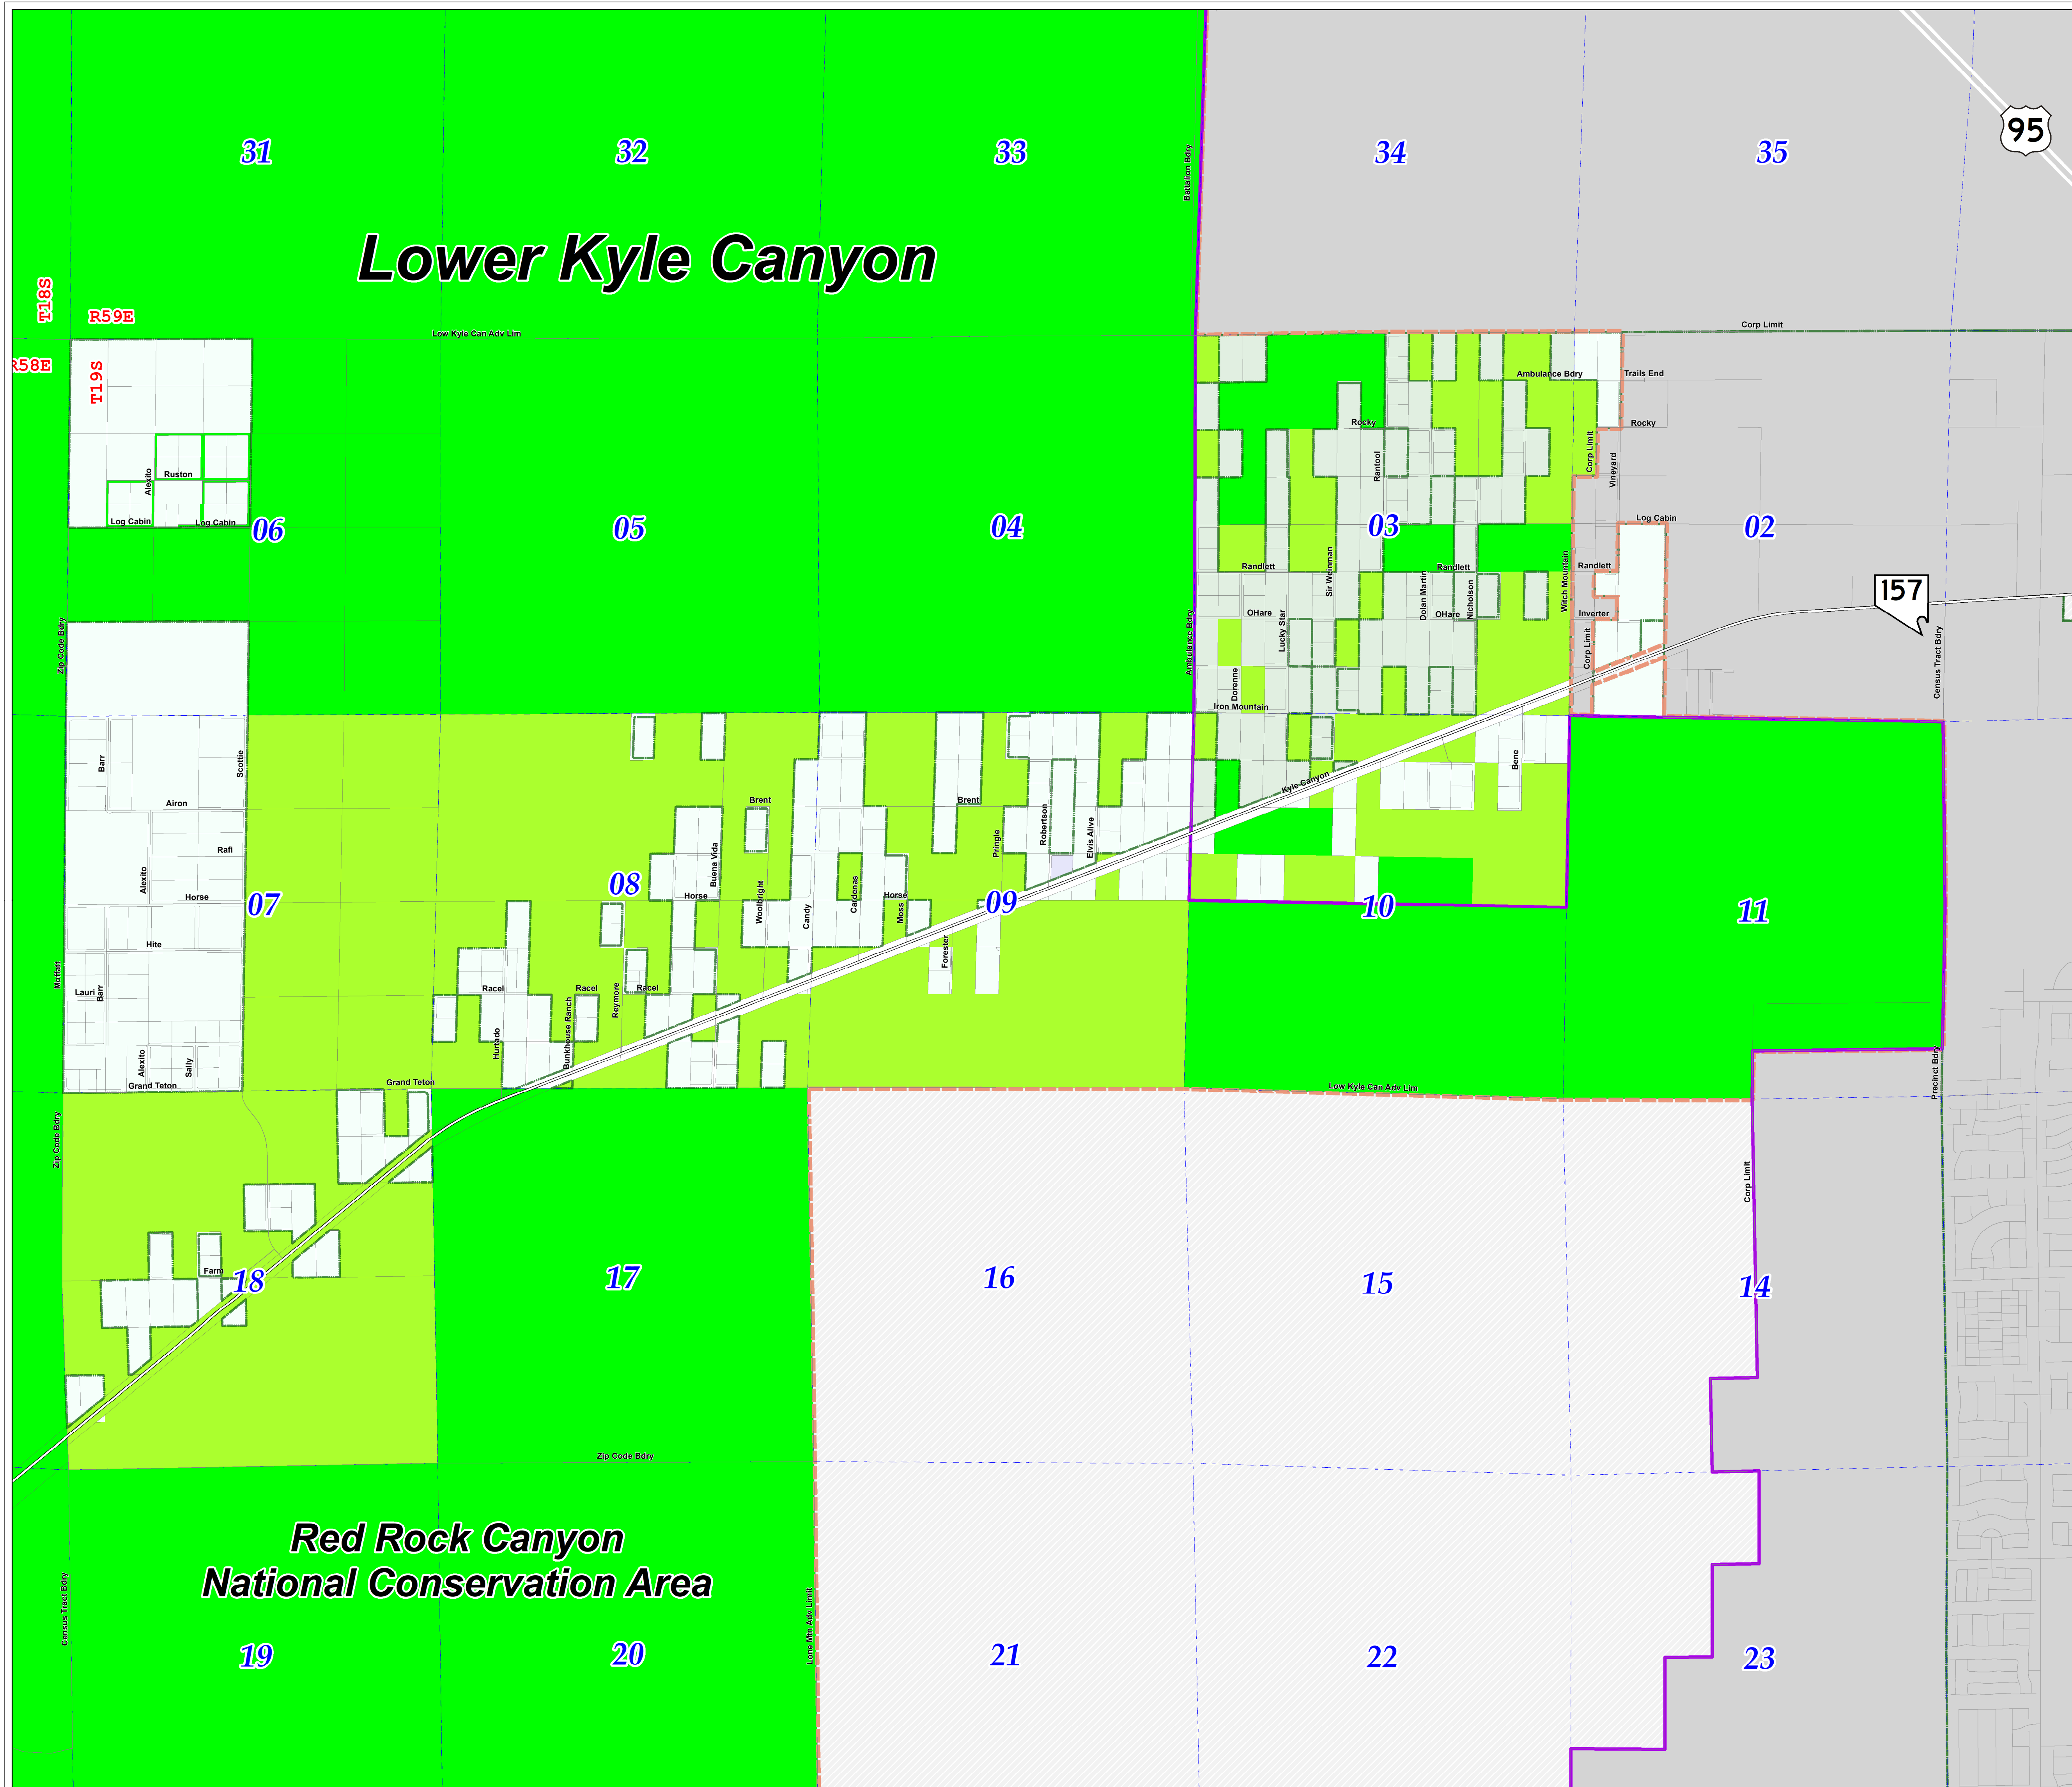 95
31
32
33
34
35
Battalion Bdry
Lower Kyle Canyon
T18S
R59E
Low Kyle Can Adv Lim
Corp Limit
R58E
T19S
Ambulance Bdry
Trails End
Rocky
Rocky
Corp Limit
Vineyard
Rantool
Alexito
Ruston
Log Cabin
Log Cabin
Log Cabin
06
05
04
03
02
Randlett
Sir Weinman
Randlett
Witch Mountain
Randlett
157
Dolan Martin
Nicholson
OHare
OHare
Inverter
Lucky Star
Zip Code Bdry
Ambulance Bdry
Corp Limit
Census Tract Bdry
Dorenne
Iron Mountain
Barr
Scottie
Bene
Kyle Canyon
Airon
Brent
Brent
Robertson
Elvis Alive
Pringle
Rafi
Alexito
Buena Vida
Horse
Horse
Horse
Cardenas
Woolbright
Candy
Moss
07
08
09
10
11
Hite
Forester
Moffatt
Lauri
Barr
Racel
Racel
Racel
Reymore
Bunkhouse Ranch
Hurtado
Alexito
Sally
Grand Teton
Grand Teton
Low Kyle Can Adv Lim
Precinct Bdry
Zip Code Bdry
Corp Limit
Farm
18
17
16
15
14
Zip Code Bdry
Red Rock Canyon
National Conservation Area
Census Tract Bdry
Lone Mtn Adv Limit
19
20
21
22
23